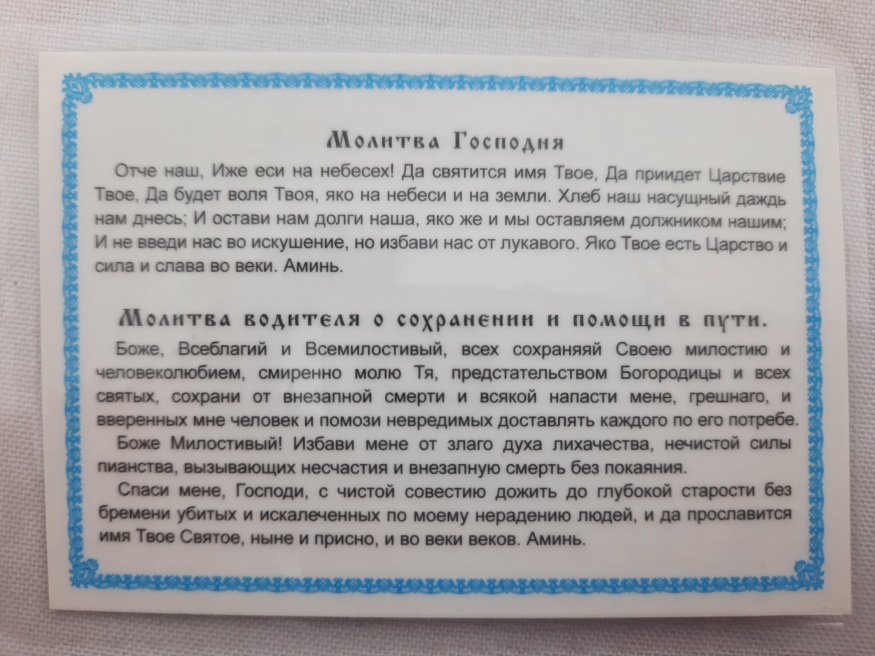 Молитва Господня
Отче наш, Иже еси на небесех! Да святится имя Твое, Да приидет Царствие
Твое, Да будет воля Твоя, яко на небеси и на земли. Хлеб наш насущный даждь
нам днесь; И остави нам долги наша, яко же и мы оставляем должником нашим;
И не введи нас во искушение, но избави нас от лукавого. Яко Твое есть Царство и
сила и слава во веки. Аминь.
Молитва водителя о сохранении и помощи в пути.
Боже, Всеблагий и Всемилостивый, всех сохраняяй Своею милостию и
человеколюбием, смиренно молю Тя, предстательством Богородицы и всех
святых, сохрани от внезапной смерти и всякой напасти мене, грешнаго, и
вверенных мне человек и помози невредимых доставлять каждого по его потребе.
Боже Милостивый! Избави мене от злаго духа лихачества, нечистой силы
пианства, вызывающих несчастия и внезапную смерть без покаяния.
Спаси мене, Господи, с чистой совестию дожить до глубокой старости без
бремени убитых и искалеченных по моему нерадению людей, и да прославится
имя Твое Святое, ныне и присно, и во веки веков. Аминь.